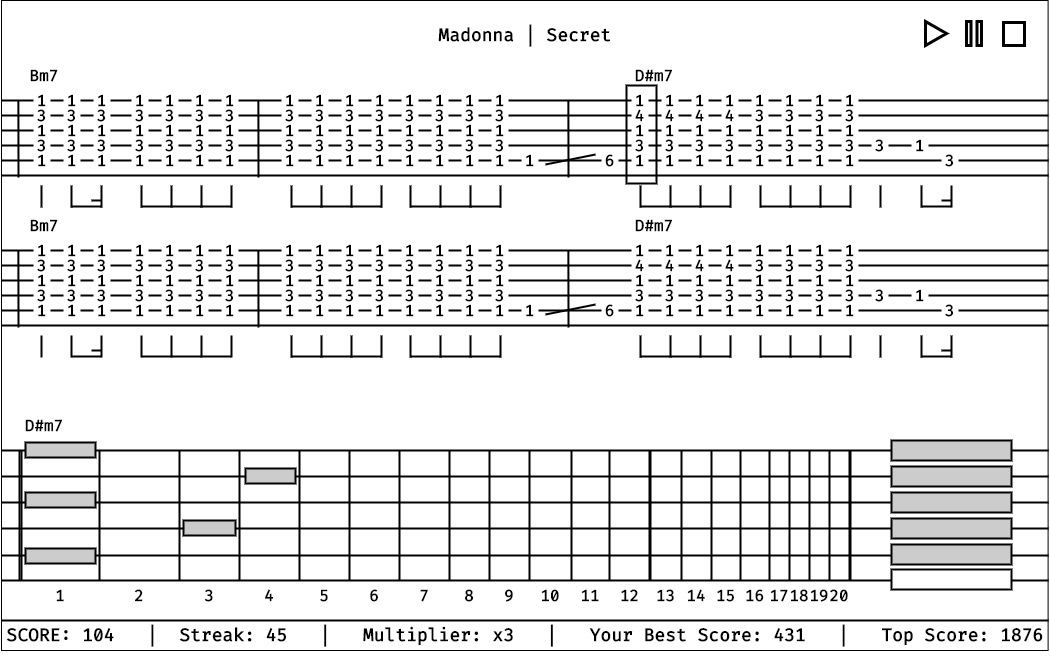 Madonna | Secret
Bm7 D#m7
1 1 1 1 1 1 1 1 1 1 1 1 1 1 1 1 1 1 1 1 1 1 1
3 3 3 3 3 3 3 3 3 3 3 3 3 3 3 4 4 4 4 3 3 3 3
1 1 1 1 1 1 1 1 1 1 1 1 1 1 1 1 1 1 1 1 1 1 1
3 3 3 3 3 3 3 3 3 3 3 3 3 3 3 3 3 3 3 3 3 3 3 3 1
1 1 1 1 1 1 1 1 1 1 1 1 1 1 1 1 6 1 1 1 1 1 1 1 1 3
Bm7 D#m7
1 1 1 1 1 1 1 1 1 1 1 1 1 1 1 1 1 1 1 1 1 1 1
3 3 3 3 3 3 3 3 3 3 3 3 3 3 3 4 4 4 4 3 3 3 3
1 1 1 1 1 1 1 1 1 1 1 1 1 1 1 1 1 1 1 1 1 1 1
3 3 3 3 3 3 3 3 3 3 3 3 3 3 3 3 3 3 3 3 3 3 3 3 1
1 1 1 1 1 1 1 1 1 1 1 1 1 1 1 1 6 1 1 1 1 1 1 1 1 3
D#m7
1 2 3 4 5 6 7 8 9 10 11 12 13 14 15 16 17 18 19 20
SCORE: 104 | Streak: 45 | Multiplier: x3 | Your Best Score: 431 | Top Score: 1876